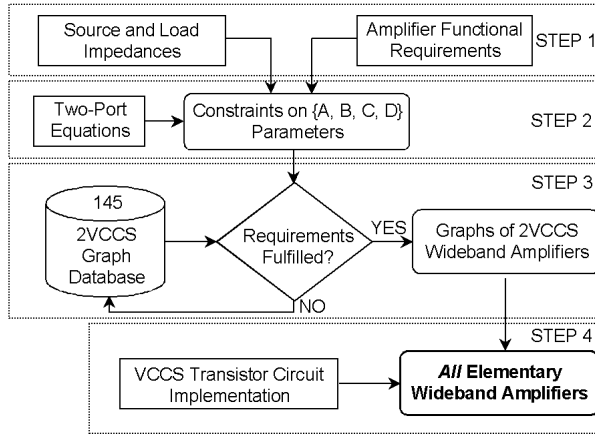 Source and Load
Impedances
Amplifier Functional
Requirements
STEP 1
Two-Port
Equations
Constraints on {A, B, C, D}
Parameters
STEP 2
STEP 3
145
2VCCS
Graph
Database
Requirements
Fulfilled?
YES
NO
Graphs of 2VCCS
Wideband Amplifiers
STEP 4
VCCS Transistor Circuit
Implementation
All Elementary
Wideband Amplifiers